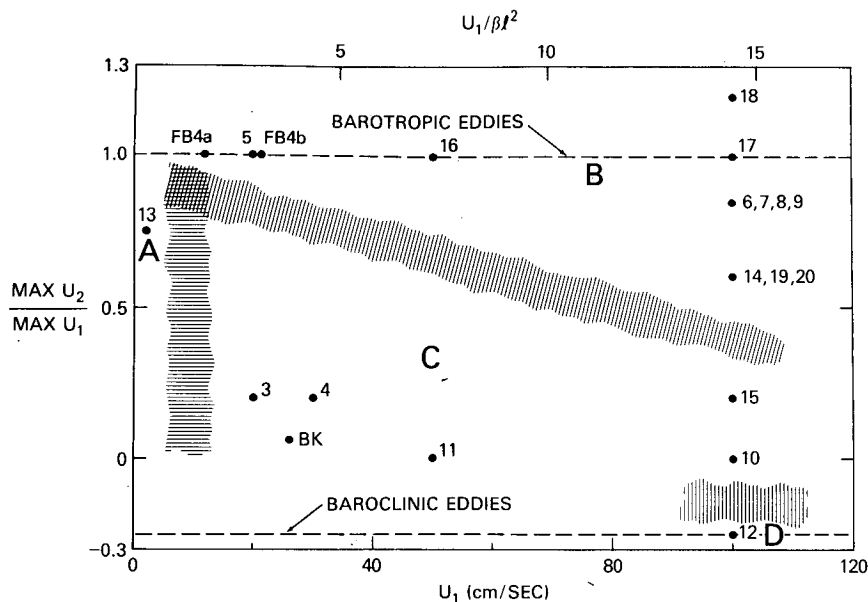 U₁/βℓ²
5 10 15
1.3
18
FB4a 5 FB4b
BAROTROPIC EDDIES
16
17
1.0
B
6,7,8,9
13
A
14,19,20
MAX U₂
MAX U₁
0.5
C
3 4
15
BK
11
10
0
BAROCLINIC EDDIES
12 D
−0.3
0 40 80 120
U₁ (cm/SEC)